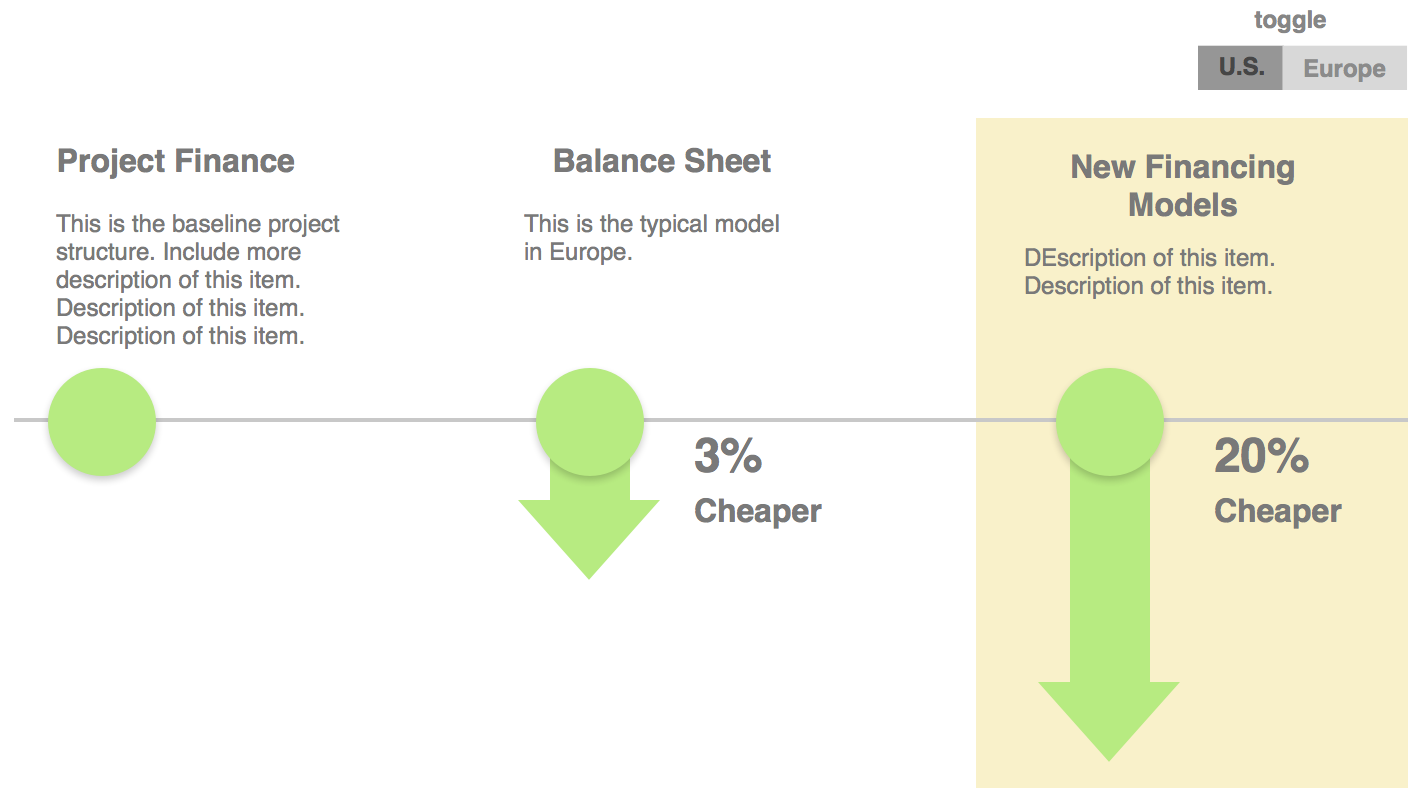 toggle
U.S.
Europe
Project Finance
This is the baseline project
structure. Include more
description of this item.
Description of this item.
Description of this item.
Balance Sheet
This is the typical model
in Europe.
New Financing
Models
DEscription of this item.
Description of this item.
3%
Cheaper
20%
Cheaper